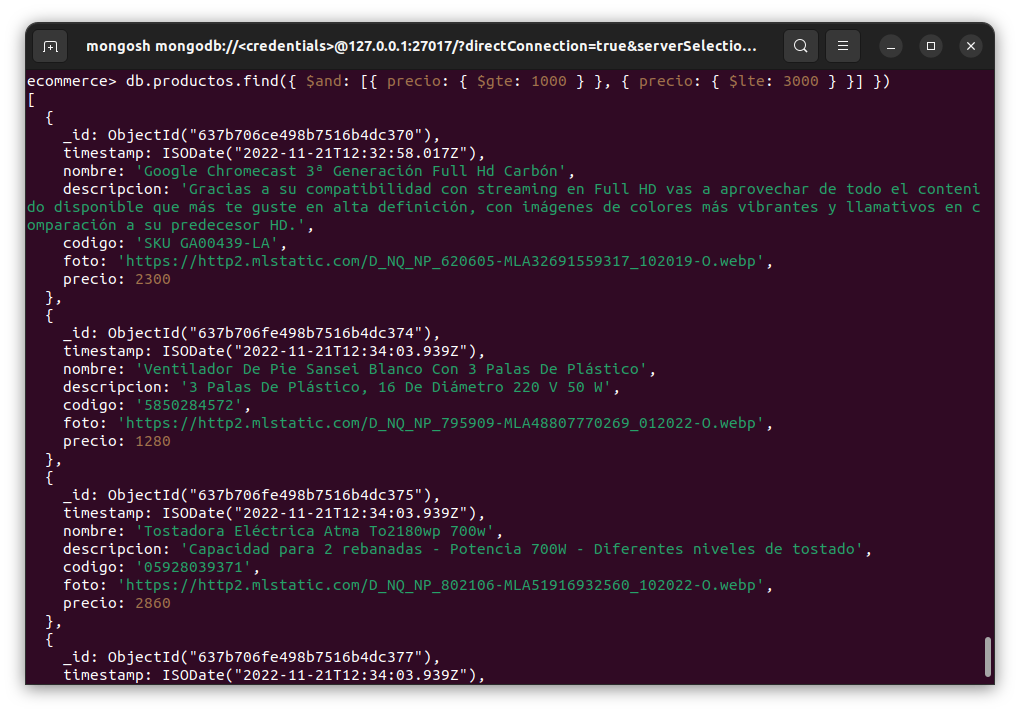 mongosh mongodb://<credentials>@127.0.0.1:27017/?directConnection=true&serverSelectio...
ecommerce> db.productos.find({ $and: [{ precio: { $gte: 1000 } }, { precio: { $lte: 3000 } }] })
[
  {
    _id: ObjectId("637b706ce498b7516b4dc370"),
    timestamp: ISODate("2022-11-21T12:32:58.017Z"),
    nombre: 'Google Chromecast 3ª Generación Full Hd Carbón',
    descripcion: 'Gracias a su compatibilidad con streaming en Full HD vas a aprovechar de todo el conteni
do disponible que más te guste en alta definición, con imágenes de colores más vibrantes y llamativos en c
omparación a su predecesor HD.',
    codigo: 'SKU GA00439-LA',
    foto: 'https://http2.mlstatic.com/D_NQ_NP_620605-MLA32691559317_102019-O.webp',
    precio: 2300
  },
  {
    _id: ObjectId("637b706fe498b7516b4dc374"),
    timestamp: ISODate("2022-11-21T12:34:03.939Z"),
    nombre: 'Ventilador De Pie Sansei Blanco Con 3 Palas De Plástico',
    descripcion: '3 Palas De Plástico, 16 De Diámetro 220 V 50 W',
    codigo: '5850284572',
    foto: 'https://http2.mlstatic.com/D_NQ_NP_795909-MLA48807770269_012022-O.webp',
    precio: 1280
  },
  {
    _id: ObjectId("637b706fe498b7516b4dc375"),
    timestamp: ISODate("2022-11-21T12:34:03.939Z"),
    nombre: 'Tostadora Eléctrica Atma To2180wp 700w',
    descripcion: 'Capacidad para 2 rebanadas - Potencia 700W - Diferentes niveles de tostado',
    codigo: '05928039371',
    foto: 'https://http2.mlstatic.com/D_NQ_NP_802106-MLA51916932560_102022-O.webp',
    precio: 2860
  },
  {
    _id: ObjectId("637b706fe498b7516b4dc377"),
    timestamp: ISODate("2022-11-21T12:34:03.939Z"),